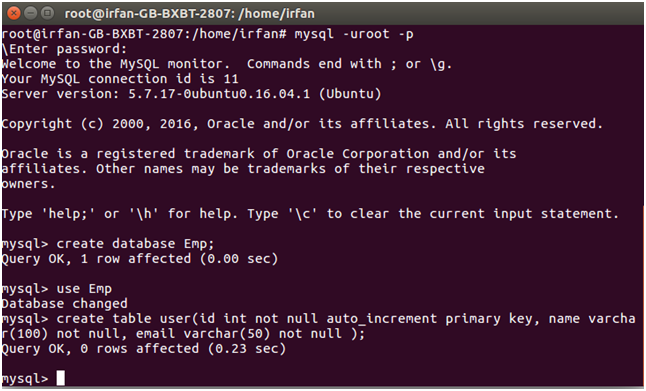 root@irfan-GB-BXBT-2807: /home/irfan
root@irfan-GB-BXBT-2807:/home/irfan# mysql -uroot -p
\Enter password:
Welcome to the MySQL monitor.  Commands end with ; or \g.
Your MySQL connection id is 11
Server version: 5.7.17-0ubuntu0.16.04.1 (Ubuntu)
Copyright (c) 2000, 2016, Oracle and/or its affiliates. All rights reserved.
Oracle is a registered trademark of Oracle Corporation and/or its
affiliates. Other names may be trademarks of their respective
owners.
Type 'help;' or '\h' for help. Type '\c' to clear the current input statement.
mysql> create database Emp;
Query OK, 1 row affected (0.00 sec)
mysql> use Emp
Database changed
mysql> create table user(id int not null auto_increment primary key, name varcha
r(100) not null, email varchar(50) not null );
Query OK, 0 rows affected (0.23 sec)
mysql>